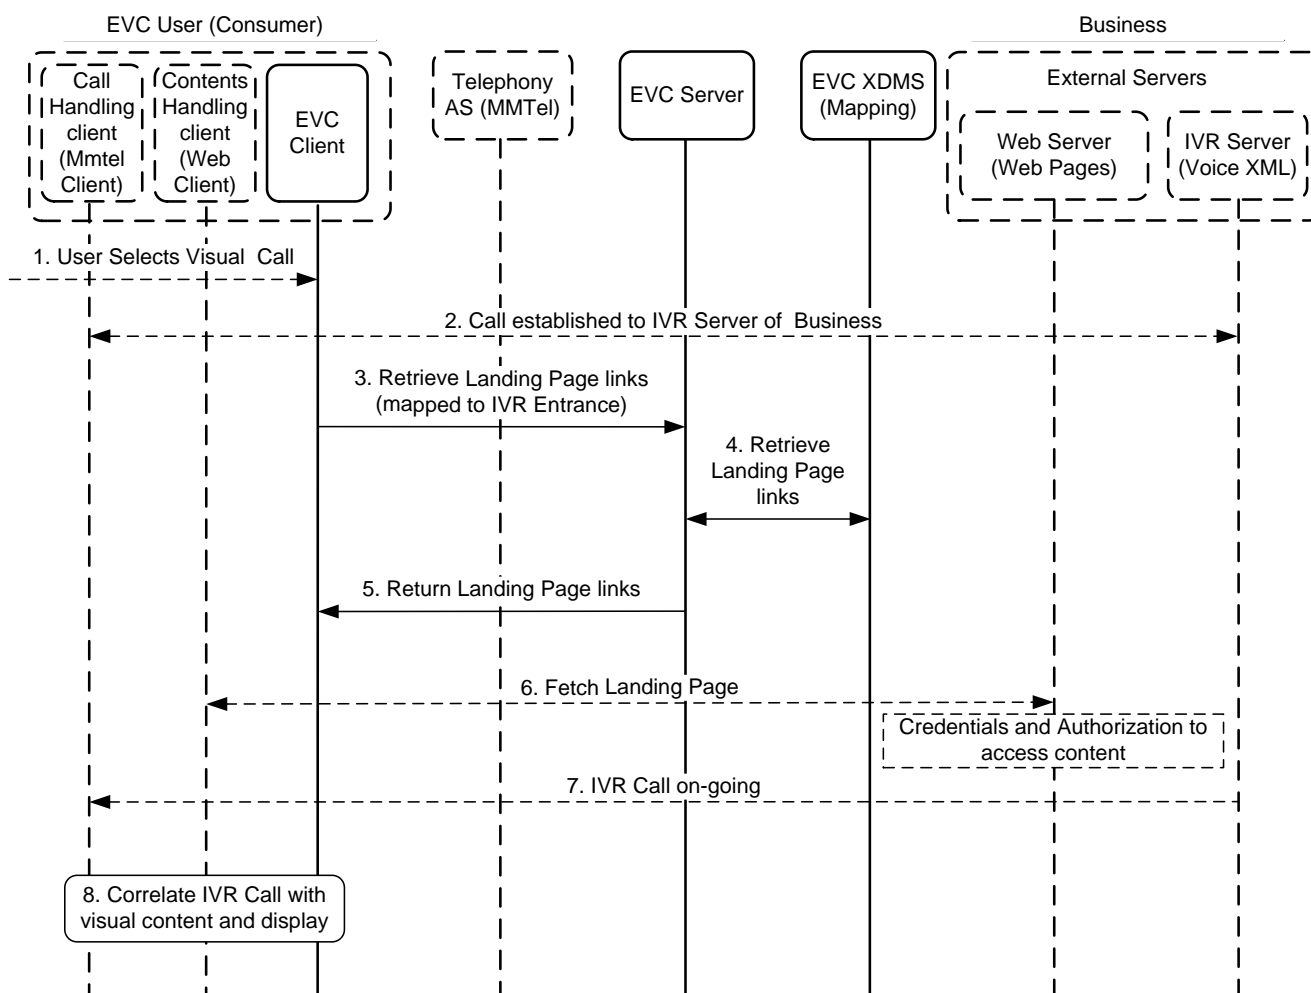 EVC User (Consumer)
Business
Call
Handling
client
(Mmtel
Client)
Contents
Handling
client
(Web
Client)
EVC
Client
Telephony
AS (MMTel)
EVC Server
EVC XDMS
(Mapping)
External Servers
Web Server
(Web Pages)
IVR Server
(Voice XML)
1. User Selects Visual Call
2. Call established to IVR Server of Business
3. Retrieve Landing Page links
(mapped to IVR Entrance)
4. Retrieve
Landing Page
links
5. Return Landing Page links
6. Fetch Landing Page
Credentials and Authorization to
access content
7. IVR Call on-going
8. Correlate IVR Call with
visual content and display